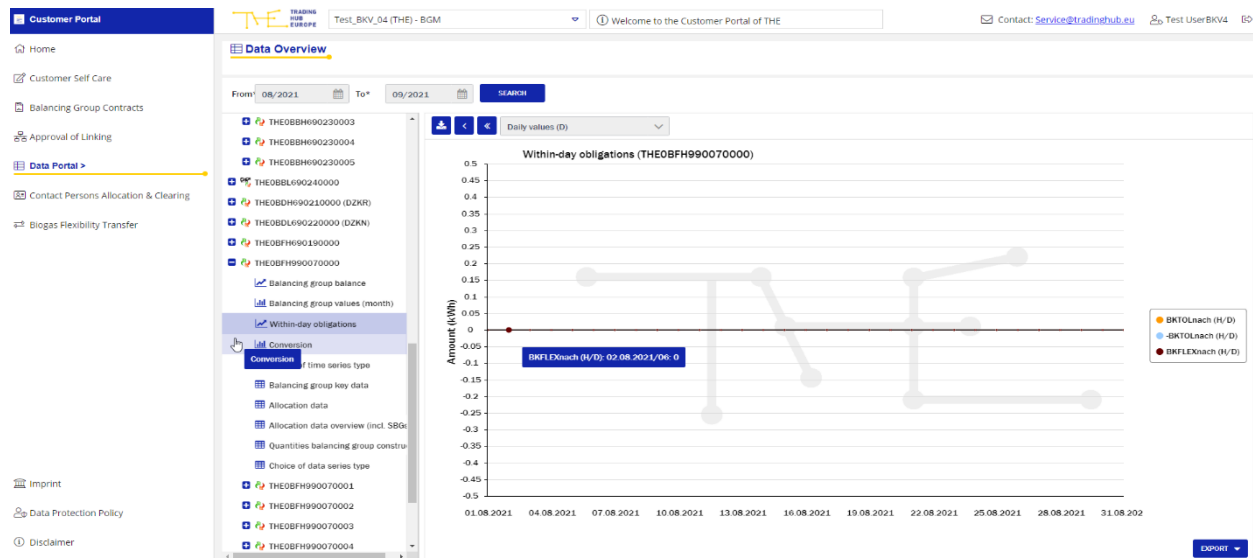 Customer Portal
TRADING
HUB
EUROPE
Test_BKV_04 (THE) - BGM
Welcome to the Customer Portal of THE
Contact: Service@tradinghub.eu
Test UserBKV4
Home
Customer Self Care
Balancing Group Contracts
Approval of Linking
Data Portal >
Contact Persons Allocation & Clearing
Biogas Flexibility Transfer
Imprint
Data Protection Policy
Disclaimer
Data Overview
From* 08/2021 To* 09/2021 SEARCH
THE0BBH690230003
THE0BBH690230004
THE0BBH690230005
THE0BBL690240000
THE0BDH690210000 (DZKR)
THE0BDL690220000 (DZKN)
THE0BFH690190000
THE0BFH990070000
Balancing group balance
Balancing group values (month)
Within-day obligations
Conversion
Conversion
of time series type
Balancing group key data
Allocation data
Allocation data overview (incl. SBGs
Quantities balancing group constru
Choice of data series type
THE0BFH990070001
THE0BFH990070002
THE0BFH990070003
THE0BFH990070004
Daily values (D)
Within-day obligations (THE0BFH990070000)
0.5
0.45
0.4
0.35
0.3
0.25
0.2
0.15
0.1
0.05
0
-0.05
-0.1
-0.15
-0.2
-0.25
-0.3
-0.35
-0.4
-0.45
-0.5
Amount (kWh)
BKFLEXnach (H/D): 02.08.2021/06: 0
01.08.2021 04.08.2021 07.08.2021 10.08.2021 13.08.2021 16.08.2021 19.08.2021 22.08.2021 25.08.2021 28.08.2021 31.08.202
BKTOLnach (H/D)
-BKTOLnach (H/D)
BKFLEXnach (H/D)
EXPORT